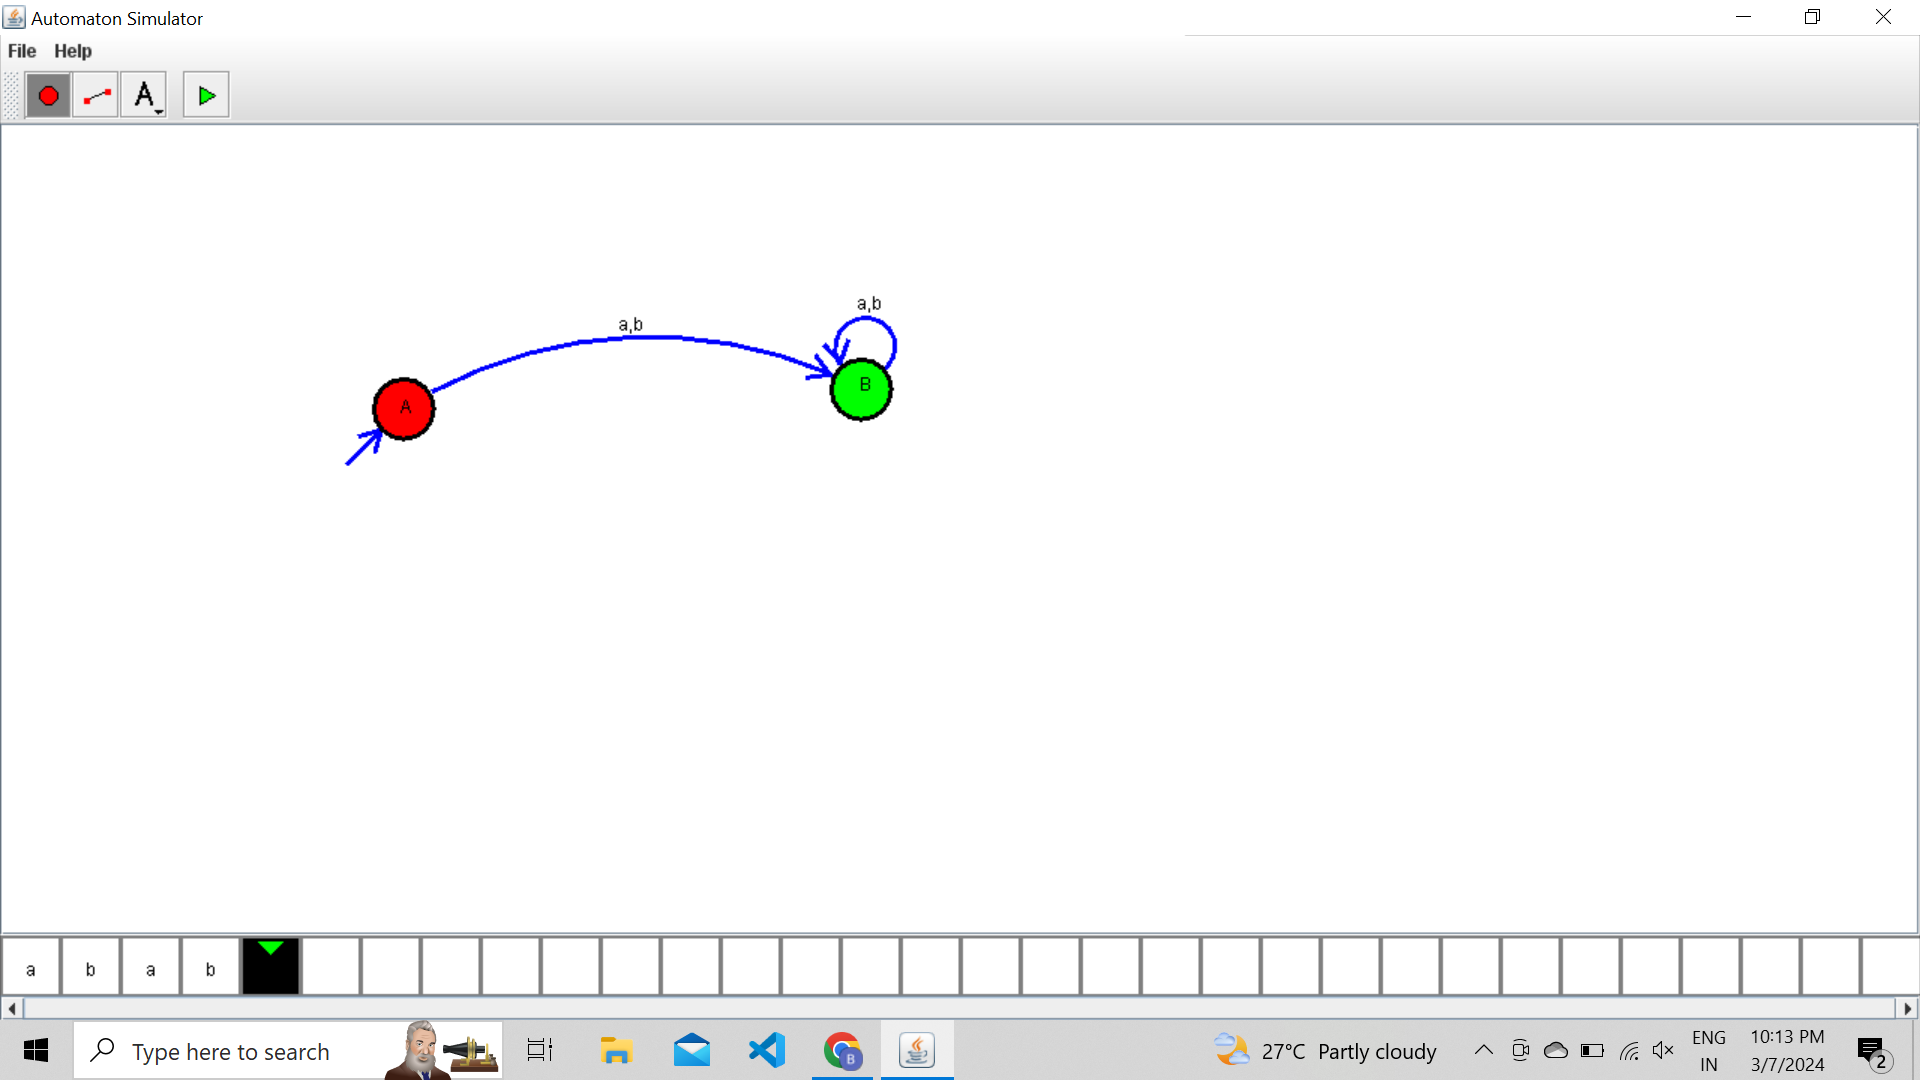 Automaton Simulator
File Help
A
a,b
a,b
A
B
a b a b
Type here to search
B
27°C Partly cloudy
ENG
IN
10:13 PM
3/7/2024
2